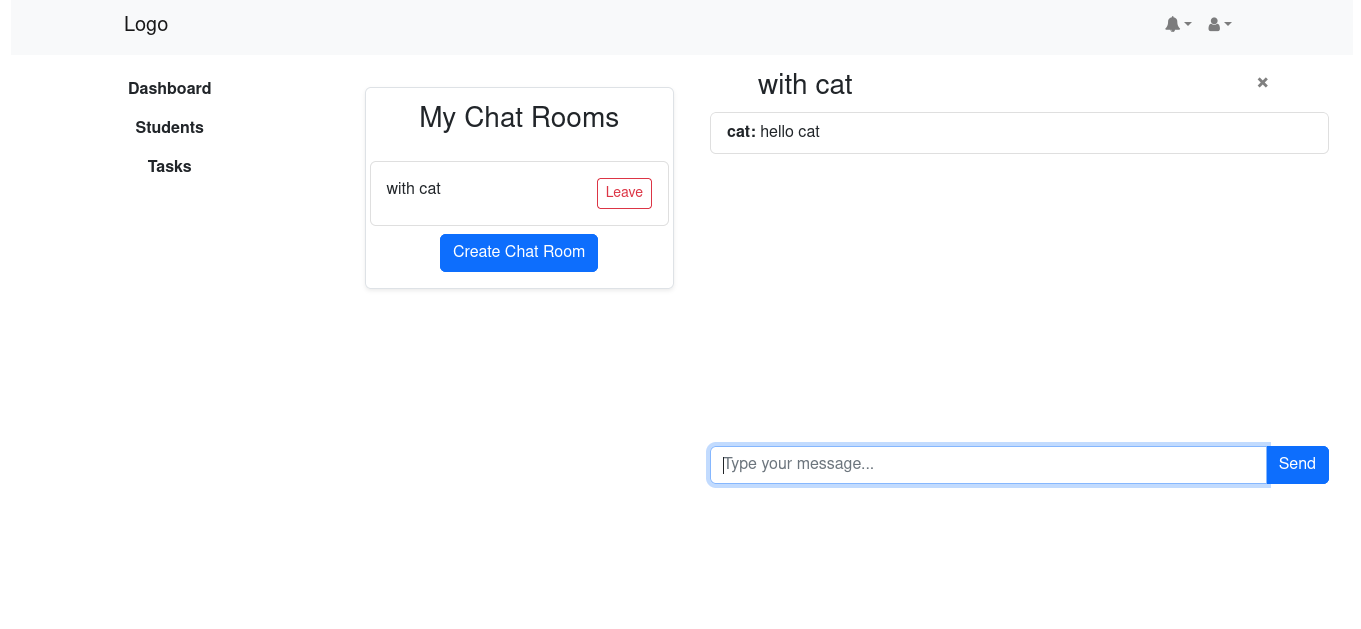 Logo
Dashboard
Students
Tasks
My Chat Rooms
with cat
Leave
Create Chat Room
with cat
cat: hello cat
Type your message...
Send